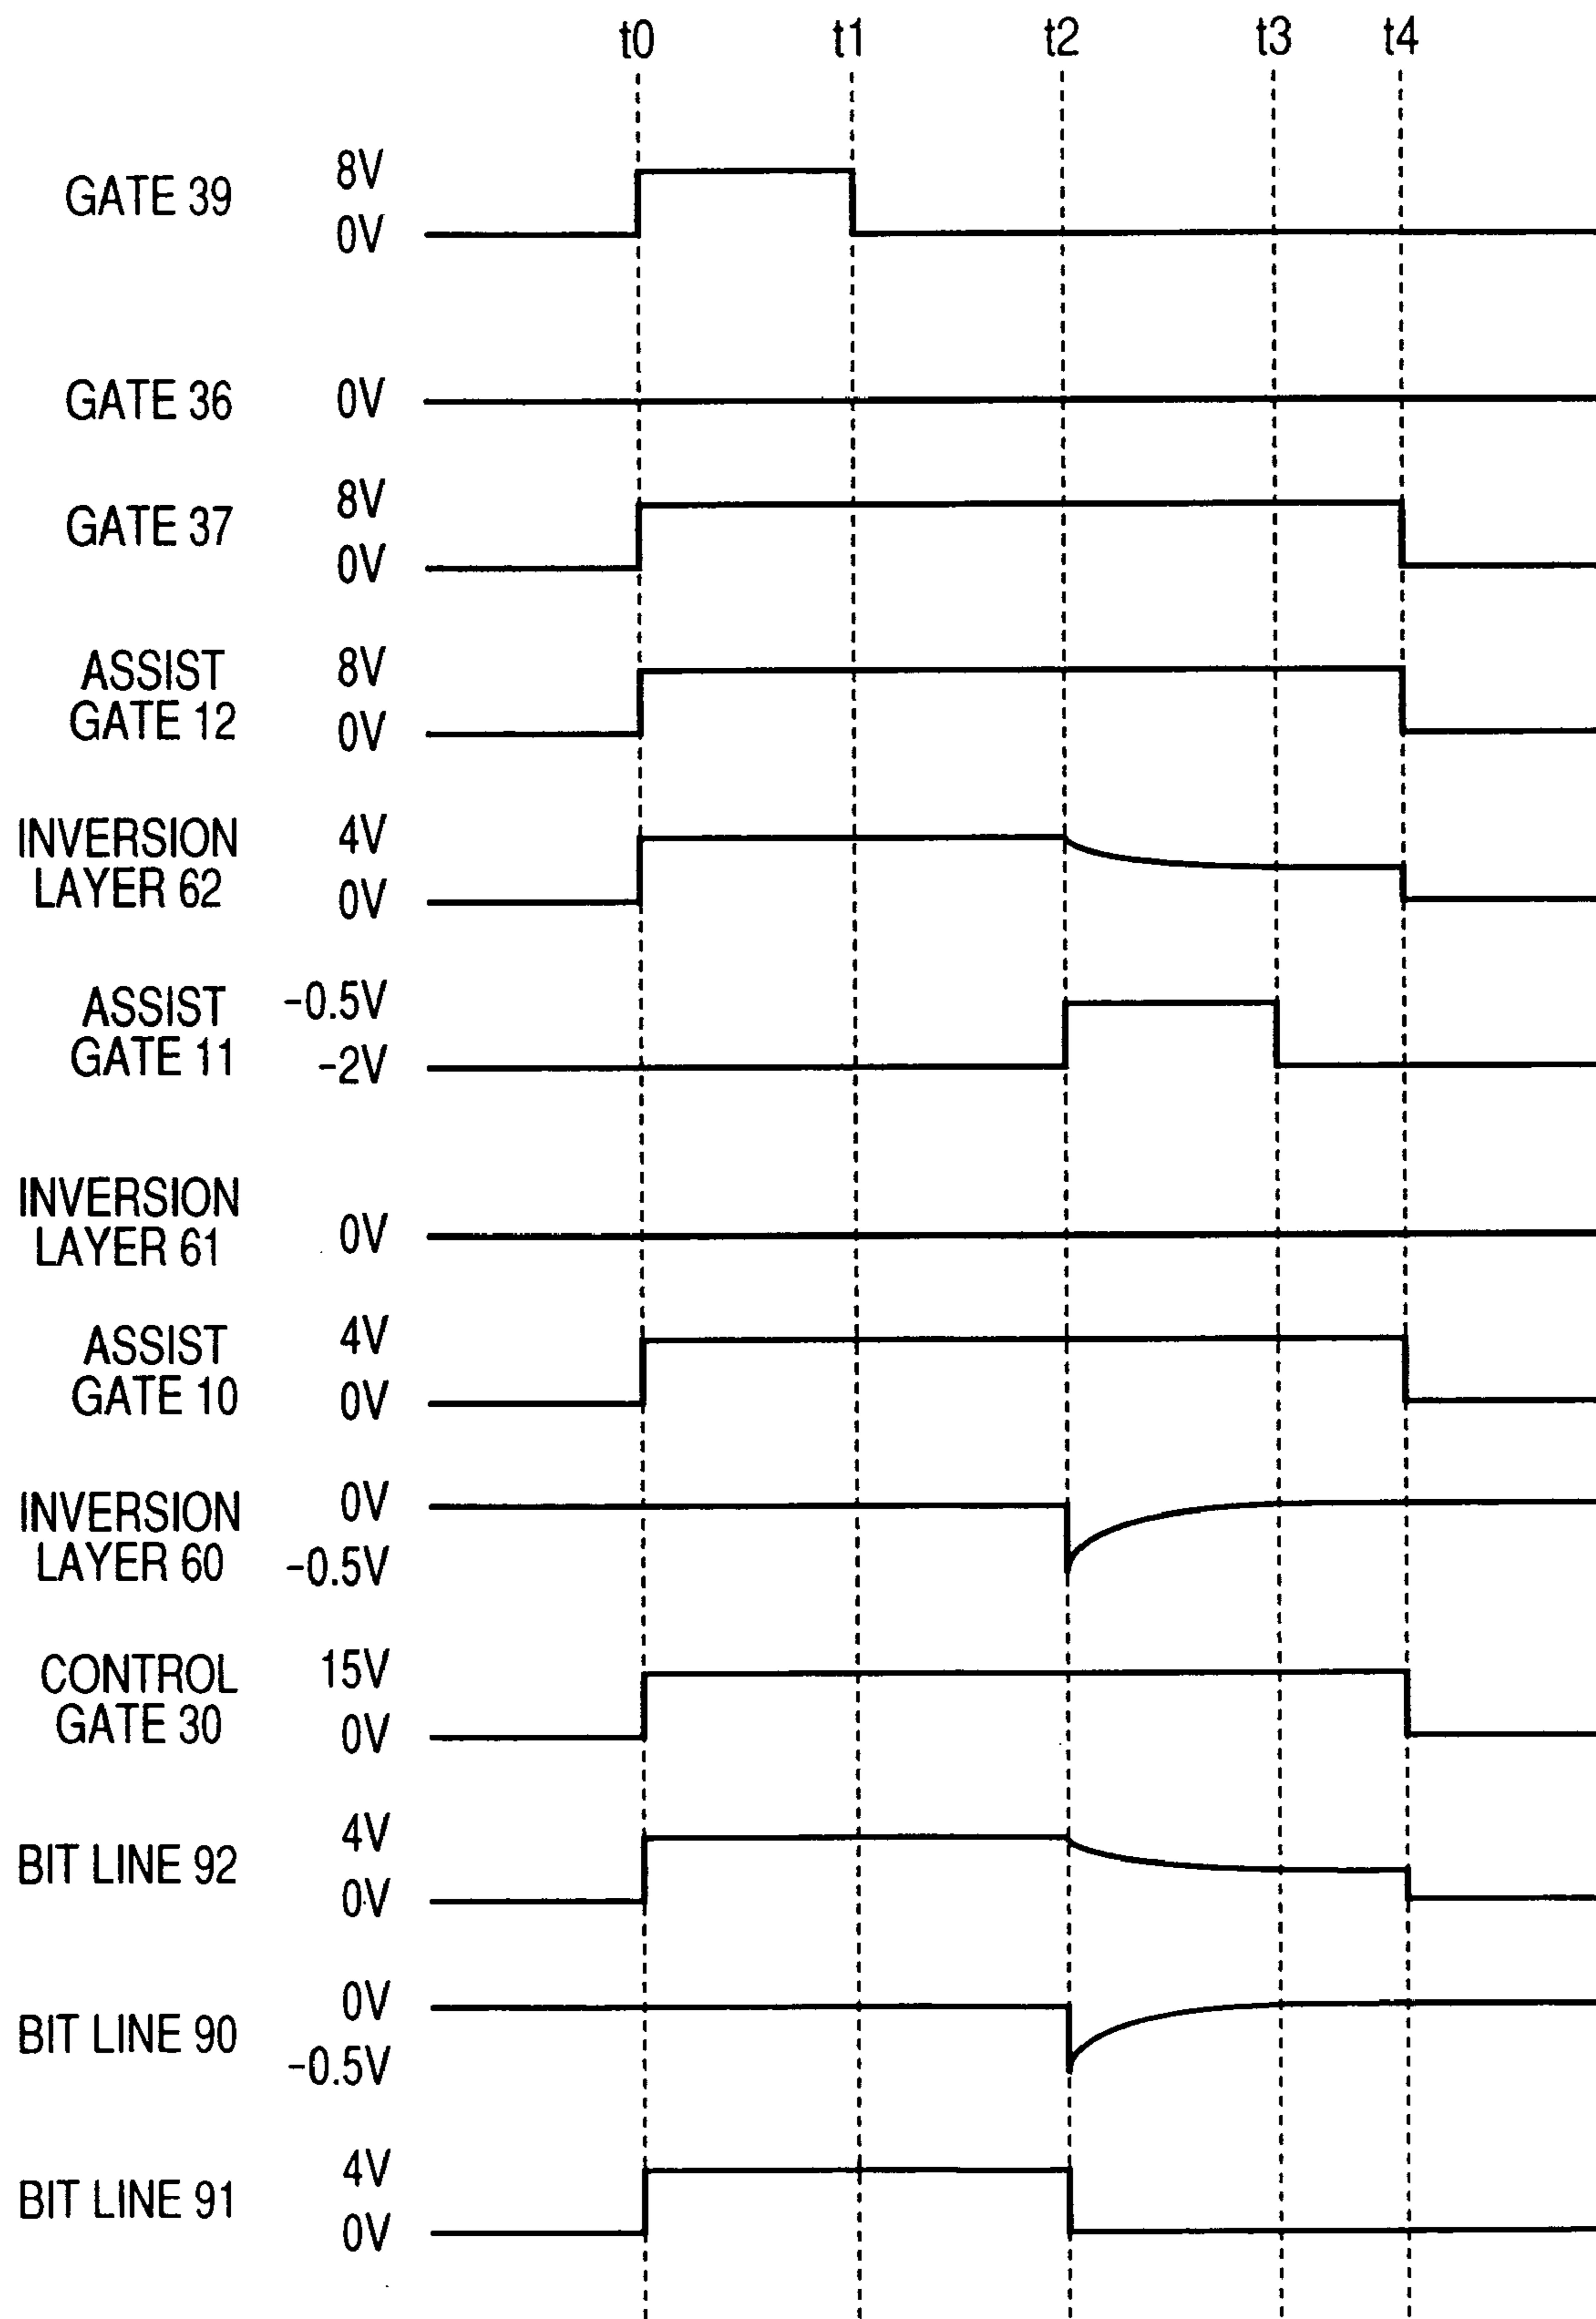 t0 t1 t2 t3 t4
GATE 39
8V
0V
GATE 36
0V
GATE 37
8V
0V
ASSIST
GATE 12
8V
0V
INVERSION
LAYER 62
4V
0V
ASSIST
GATE 11
-0.5V
-2V
INVERSION
LAYER 61
0V
ASSIST
GATE 10
4V
0V
INVERSION
LAYER 60
0V
-0.5V
CONTROL
GATE 30
15V
0V
BIT LINE 92
4V
0V
BIT LINE 90
0V
-0.5V
BIT LINE 91
4V
0V